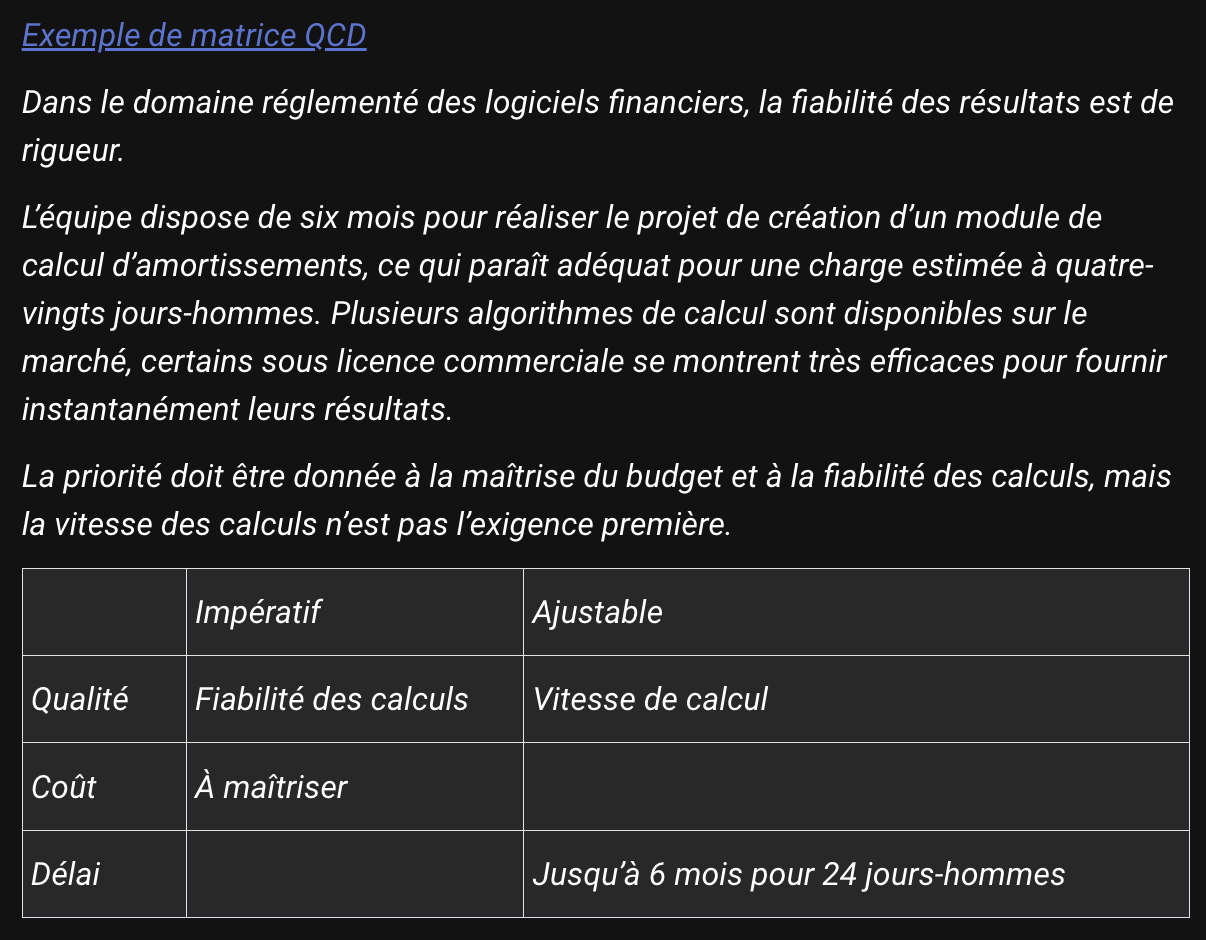 Exemple de matrice QCD
Dans le domaine réglementé des logiciels financiers, la fiabilité des résultats est de
rigueur.
L’équipe dispose de six mois pour réaliser le projet de création d’un module de
calcul d’amortissements, ce qui paraît adéquat pour une charge estimée à quatre-
vingts jours-hommes. Plusieurs algorithmes de calcul sont disponibles sur le
marché, certains sous licence commerciale se montrent très efficaces pour fournir
instantanément leurs résultats.
La priorité doit être donnée à la maîtrise du budget et à la fiabilité des calculs, mais
la vitesse des calculs n’est pas l’exigence première.
Impératif Ajustable
Qualité Fiabilité des calculs Vitesse de calcul
Coût À maîtriser
Délai Jusqu’à 6 mois pour 24 jours-hommes